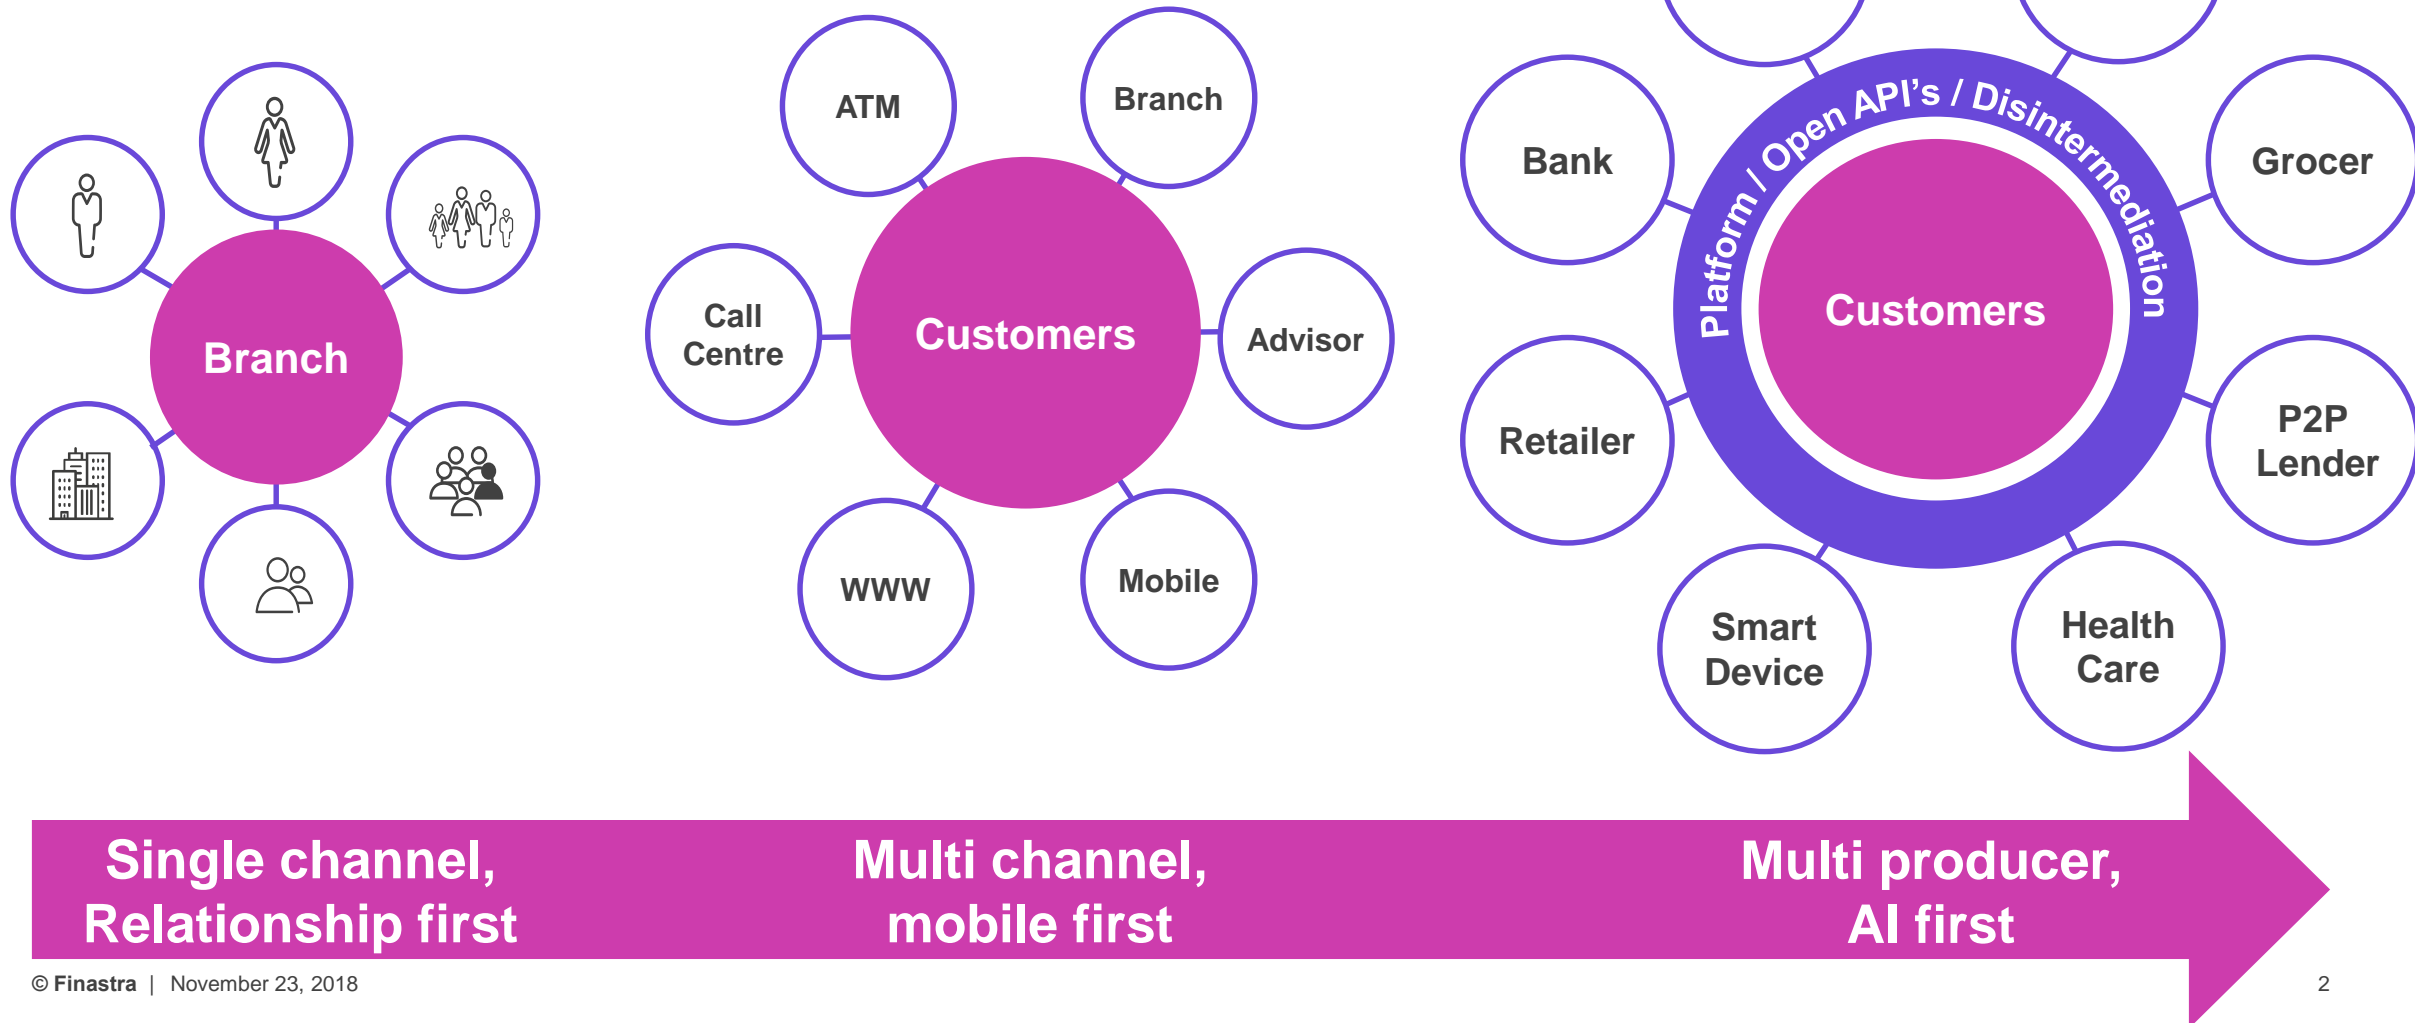 Branch
ATM
Branch
Call
Centre
Customers
Advisor
WWW
Mobile
Platform / Open API's / Disintermediation
Bank
Grocer
Customers
Retailer
P2P
Lender
Smart
Device
Health
Care
Single channel,
Relationship first
Multi channel,
mobile first
Multi producer,
AI first
© Finastra | November 23, 2018
2